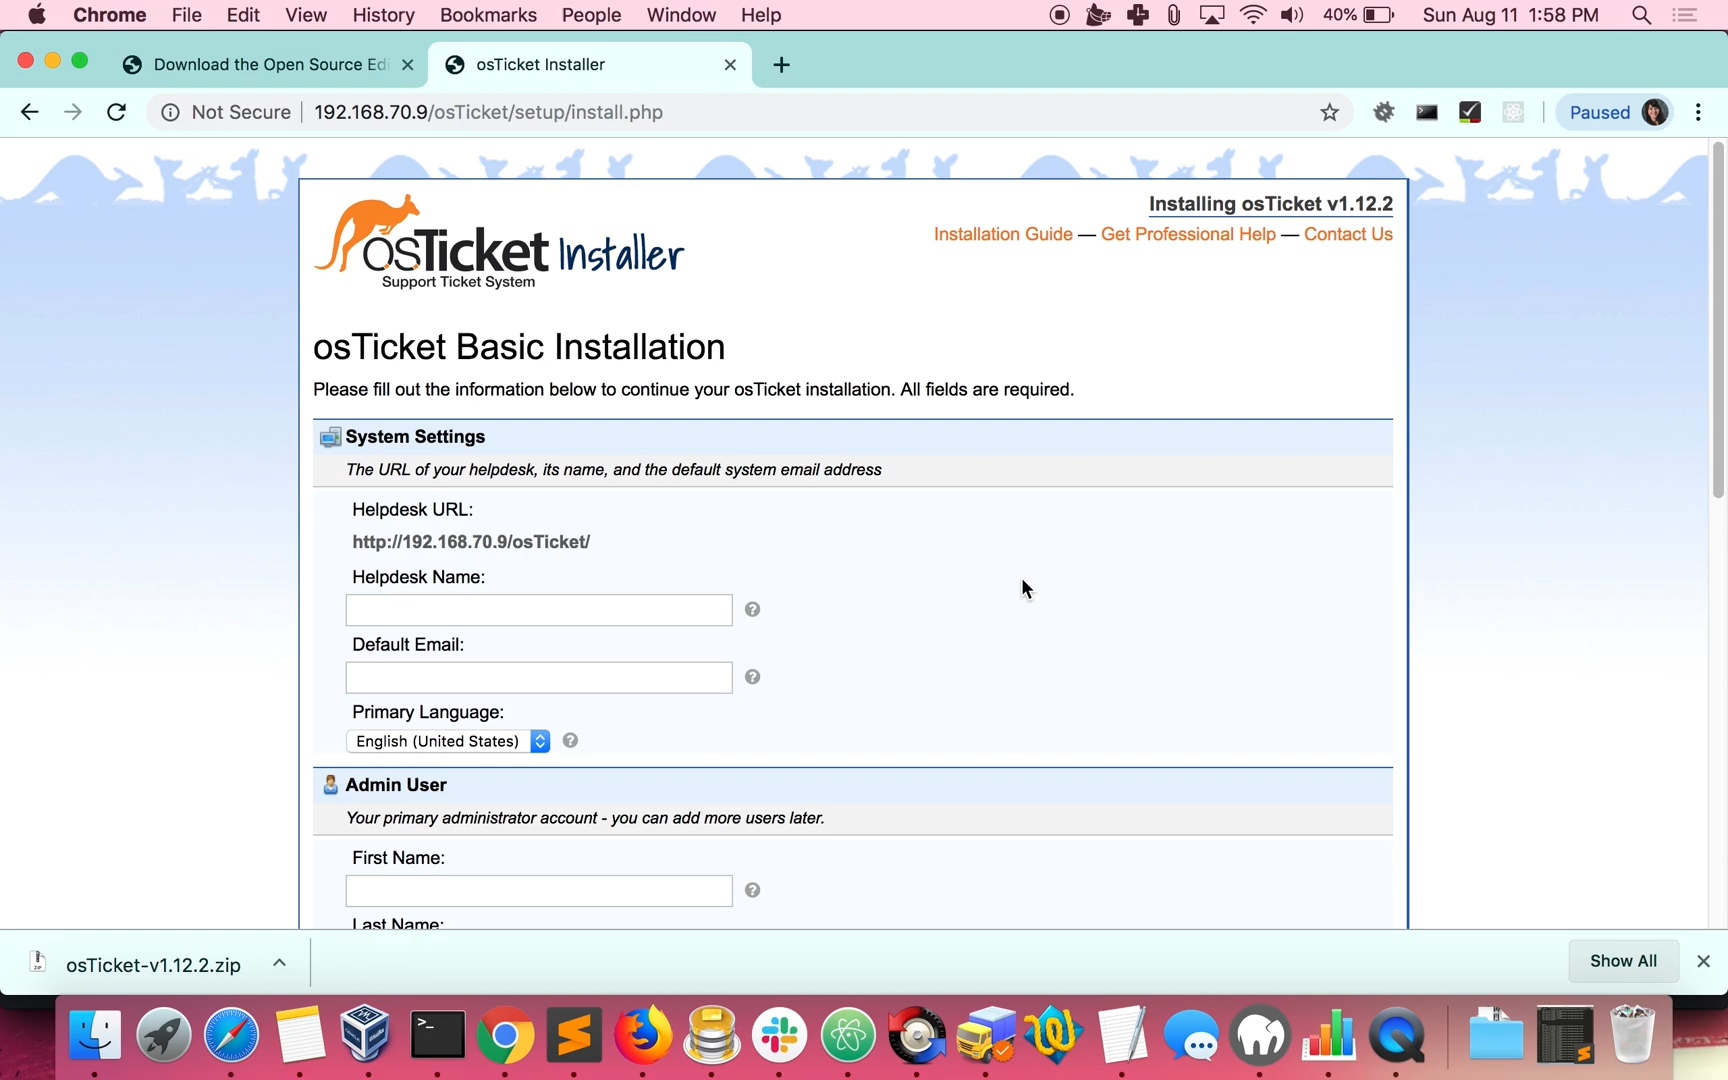 Chrome File Edit View History Bookmarks People Window Help 40% Sun Aug 11 1:58 PM
Download the Open Source Edi osTicket Installer
Not Secure 192.168.70.9/osTicket/setup/install.php Paused
Installing osTicket v1.12.2
osTicket Installer
Support Ticket System
Installation Guide — Get Professional Help — Contact Us
osTicket Basic Installation
Please fill out the information below to continue your osTicket installation. All fields are required.
System Settings
The URL of your helpdesk, its name, and the default system email address
Helpdesk URL:
http://192.168.70.9/osTicket/
Helpdesk Name:
Default Email:
Primary Language:
English (United States)
Admin User
Your primary administrator account - you can add more users later.
First Name:
Last Name:
osTicket-v1.12.2.zip Show All